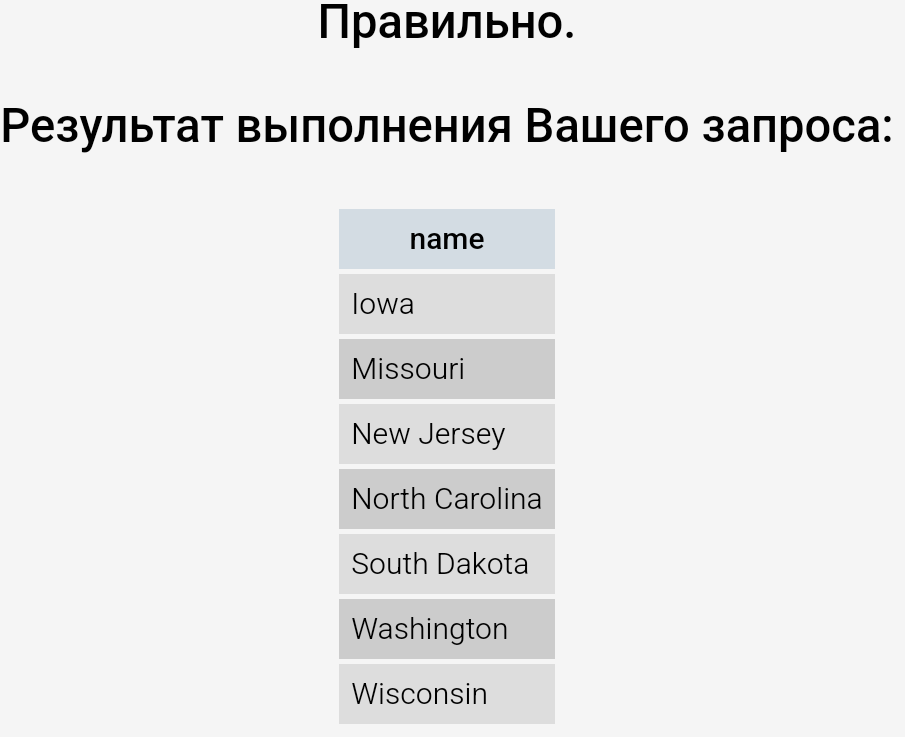 Правильно.
Результат выполнения Вашего запроса:
name
Iowa
Missouri
New Jersey
North Carolina
South Dakota
Washington
Wisconsin